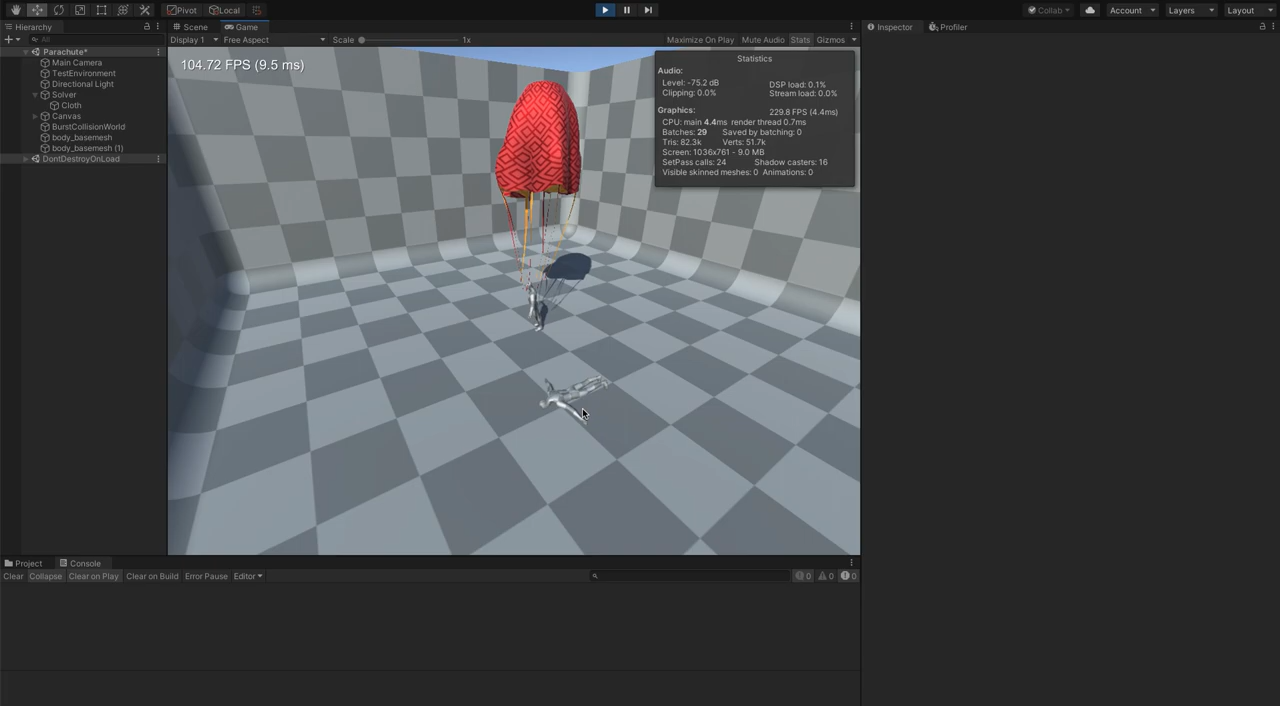 Pivot Local Collab Account Layers Layout
Hierarchy Scene Game Inspector Profiler
All Display 1 Free Aspect Scale 1x Maximize On Play Mute Audio Stats Gizmos
Parachute*
Main Camera
TestEnvironment
Directional Light
Solver
Cloth
Canvas
BurstCollisionWorld
body_basemesh
body_basemesh (1)
DontDestroyOnLoad
104.72 FPS (9.5 ms)
Statistics
Audio:
Level: -75.2 dB DSP load: 0.1%
Clipping: 0.0% Stream load: 0.0%
Graphics: 229.8 FPS (4.4ms)
CPU: main 4.4ms render thread 0.7ms
Batches: 29 Saved by batching: 0
Tris: 82.3k Verts: 51.7k
Screen: 1036x761 - 9.0 MB
SetPass calls: 24 Shadow casters: 16
Visible skinned meshes: 0 Animations: 0
Project Console
Clear Collapse Clear on Play Clear on Build Error Pause Editor 0 0 0